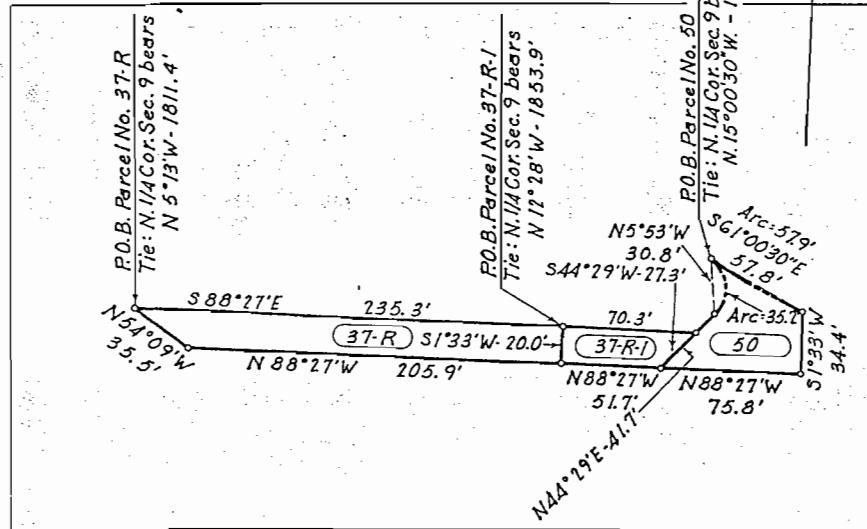 P.O.B. Parcel No. 37-R
Tie: N.1/4 Cor. Sec. 9 bears
N 5°13'W - 1811.4'
P.O.B. Parcel No. 37-R-1
Tie: N.1/4 Cor. Sec. 9 bears
N 12°28'W - 1853.9'
P.O.B. Parcel No. 50
Tie: N.1/4 Cor. Sec. 9 b
N.15°00'30"W. - 1
Arc=57.9'
S61°00'30"E
57.8'
N5°53'W
30.8'
S44°29'W-27.3'
S 88°27'E
235.3'
70.3'
Arc=35.2'
N54°09'W
35.5'
37-R
S1°33'W-20.0'
37-R-1
50
S1°33'W
34.4'
N 88°27'W
205.9'
N88°27'W
51.7'
N88°27'W
75.8'
N44°29'E-41.7'